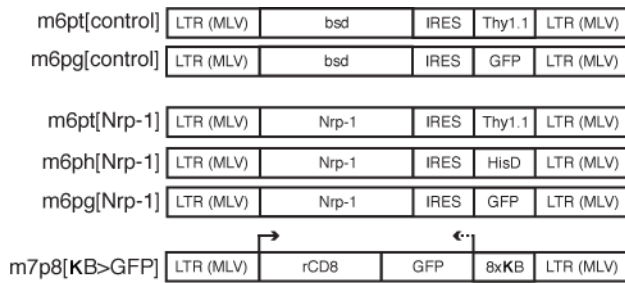 m6pt[control] LTR (MLV) bsd IRES Thy1.1 LTR (MLV)
m6pg[control] LTR (MLV) bsd IRES GFP LTR (MLV)
m6pt[Nrp-1] LTR (MLV) Nrp-1 IRES Thy1.1 LTR (MLV)
m6ph[Nrp-1] LTR (MLV) Nrp-1 IRES HisD LTR (MLV)
m6pg[Nrp-1] LTR (MLV) Nrp-1 IRES GFP LTR (MLV)
m7p8[KB>GFP] LTR (MLV) rCD8 GFP 8xKB LTR (MLV)